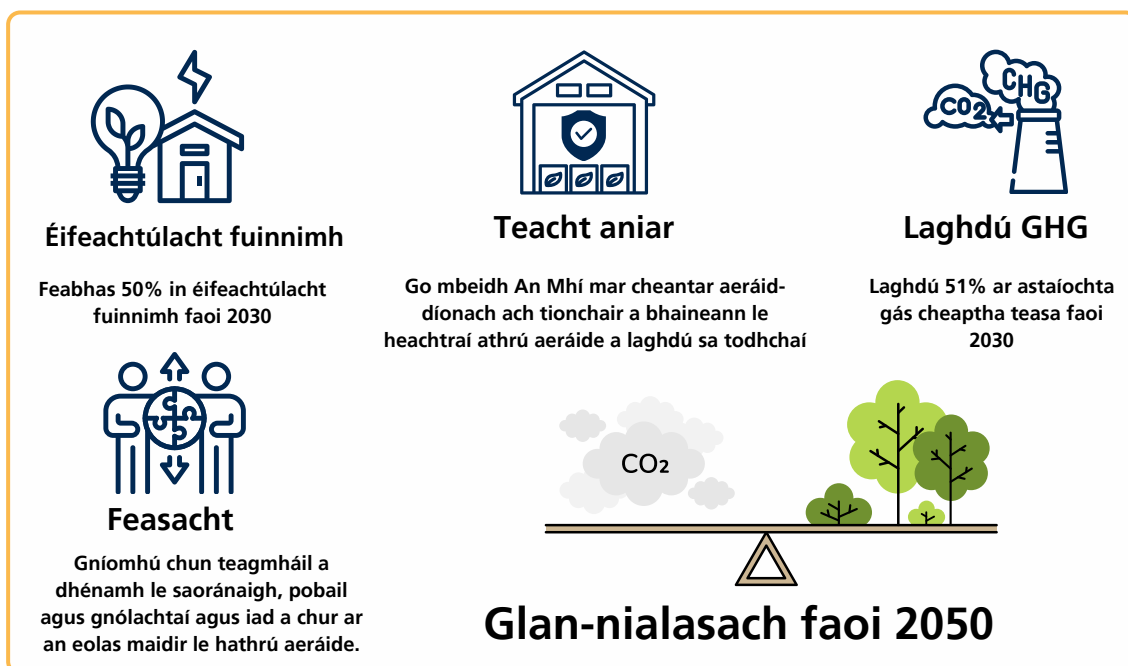 Éifeachtúlacht fuinnimh
Feabhas 50% in éifeachtúlacht
fuinnimh faoi 2030
Teacht aniar
Go mbeidh An Mhí mar cheantar aeráid-
díonach ach tionchair a bhaineann le
heachtraí athrú aeráide a laghdú sa todhchaí
CO2
CHG
Laghdú GHG
Laghdú 51% ar astaíochta
gás cheaptha teasa faoi
2030
Feasacht
Gníomhú chun teagmháil a
dhénamh le saoránaigh, pobail
agus gnólachtaí agus iad a chur ar
an eolas maidir le hathrú aeráide.
CO₂
Glan-nialasach faoi 2050